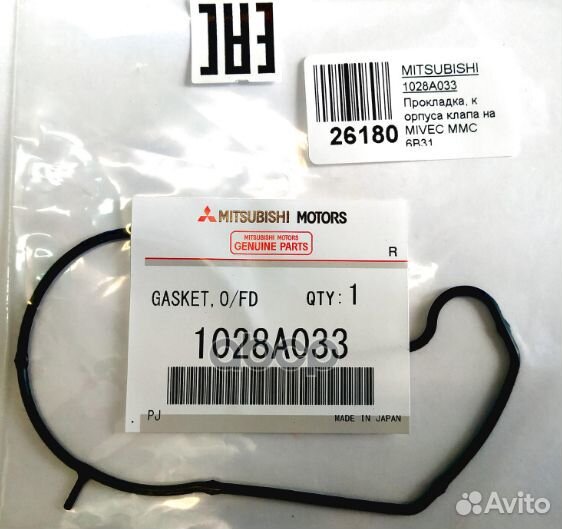 EAC
MITSUBISHI
1028A033
Прокладка, к
орпуса клапа на
MIVEC MMC
6B31
26180
MITSUBISHI MOTORS
MITSUBISHI MOTORS
GENUINE PARTS
R
GASKET, O/FD QTY: 1
1028A033
PJ
MADE IN JAPAN
Avito